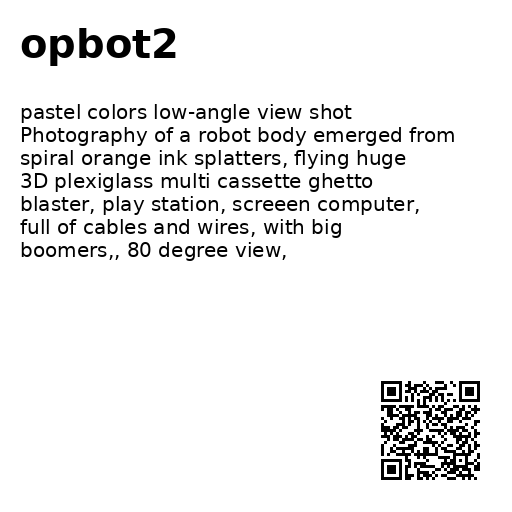 opbot2
pastel colors low-angle view shot
Photography of a robot body emerged from
spiral orange ink splatters, flying huge
3D plexiglass multi cassette ghetto
blaster, play station, screeen computer,
full of cables and wires, with big
boomers,, 80 degree view,